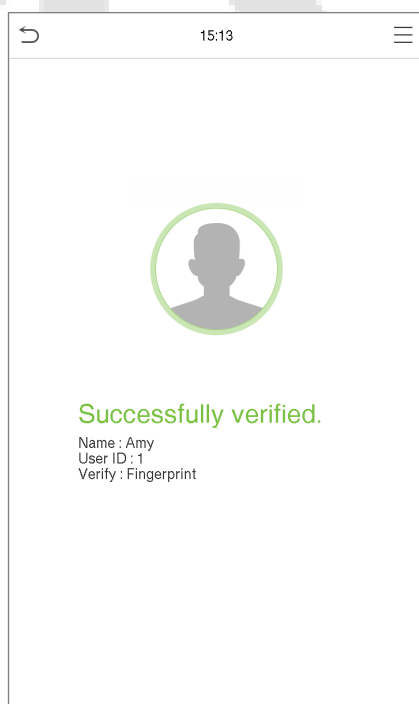 15:13
Successfully verified.
Name : Amy
User ID : 1
Verify : Fingerprint